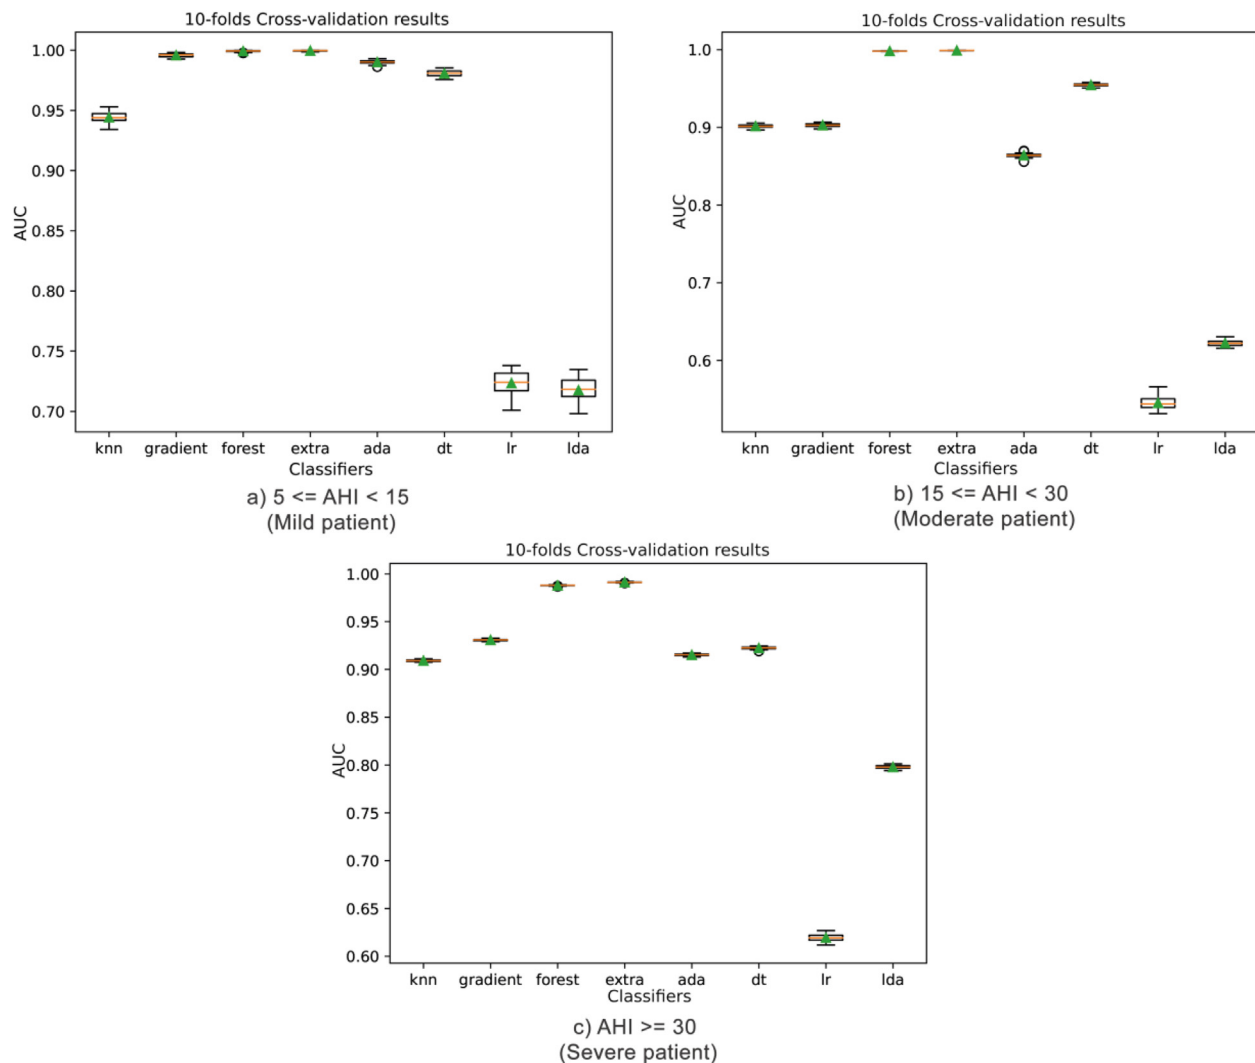 10-folds Cross-validation results
1.00
0.95
0.90
0.85
0.80
0.75
0.70
AUC
knn gradient forest extra ada dt lr lda
Classifiers
a) 5 <= AHI < 15
(Mild patient)
10-folds Cross-validation results
1.0
0.9
0.8
0.7
0.6
AUC
knn gradient forest extra ada dt lr lda
Classifiers
b) 15 <= AHI < 30
(Moderate patient)
10-folds Cross-validation results
1.00
0.95
0.90
0.85
0.80
0.75
0.70
0.65
0.60
AUC
knn gradient forest extra ada dt lr lda
Classifiers
c) AHI >= 30
(Severe patient)